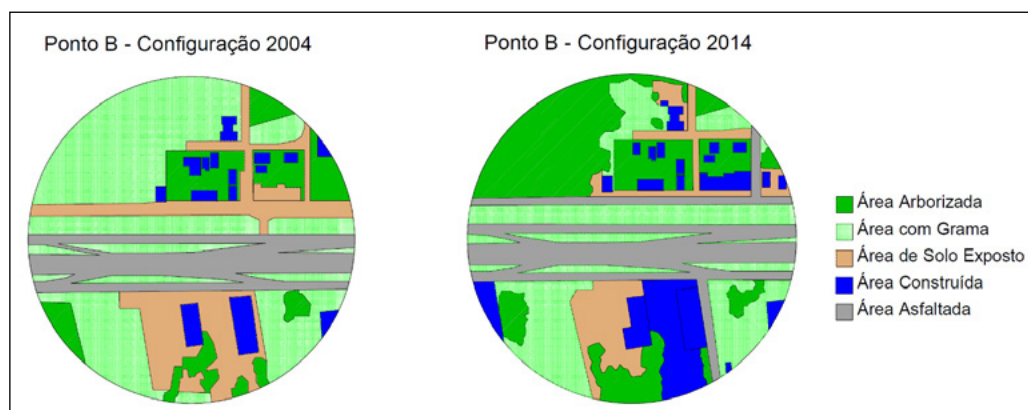 Ponto B - Configuração 2004
Ponto B - Configuração 2014
Área Arborizada
Área com Grama
Área de Solo Exposto
Área Construída
Área Asfaltada